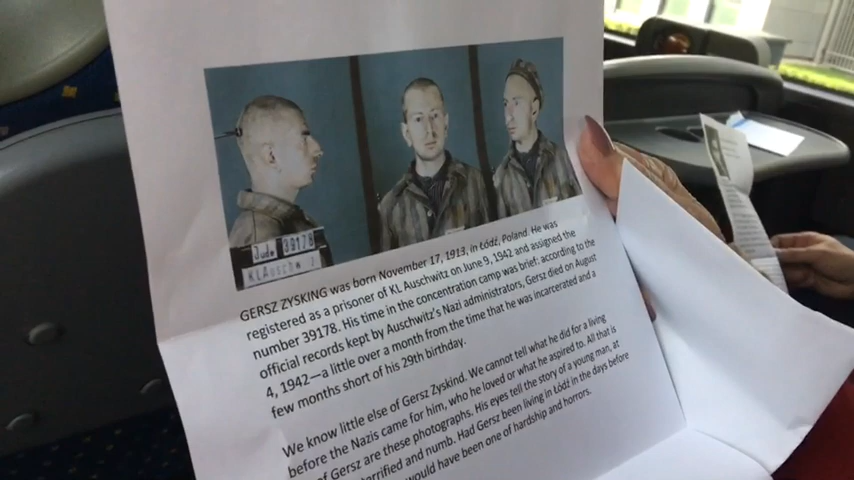 Jude 39178
KLAusch
GERSZ ZYSKING was born November 17, 1913, in Łódź, Poland. He was
registered as a prisoner of KL Auschwitz on June 9, 1942 and assigned the
number 39178. His time in the concentration camp was brief: according to the
official records kept by Auschwitz's Nazi administrators, Gersz died on August
4, 1942—a little over a month from the time that he was incarcerated and a
few months short of his 29th birthday.
We know little else of Gersz Zyskind. We cannot tell what he did for a living
before the Nazis came for him, who he loved or what he aspired to. All that is
of Gersz are these photographs. His eyes tell the story of a young man, at
terrified and numb. Had Gersz been living in Łódź in the days before
would have been one of hardship and horrors.